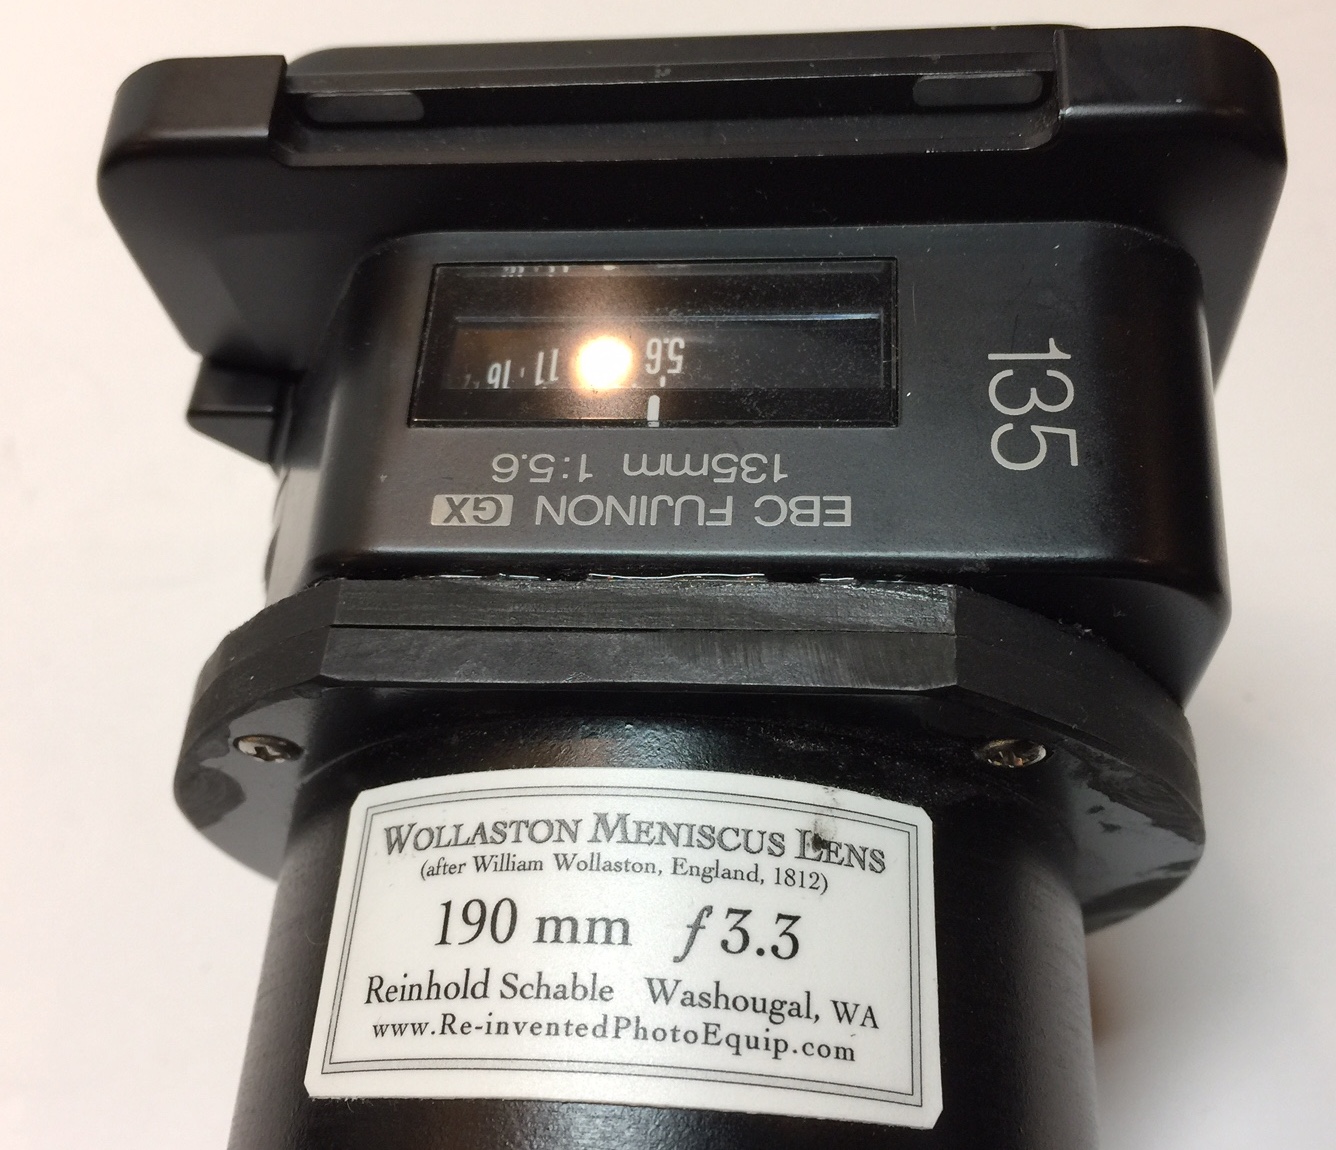 5.6 11 · 16
135
135mm 1:5.6
EBC FUJINON GX
WOLLASTON MENISCUS LENS
(after William Wollaston, England, 1812)
190 mm f 3.3
Reinhold Schable Washougal, WA
www.Re-inventedPhotoEquip.com